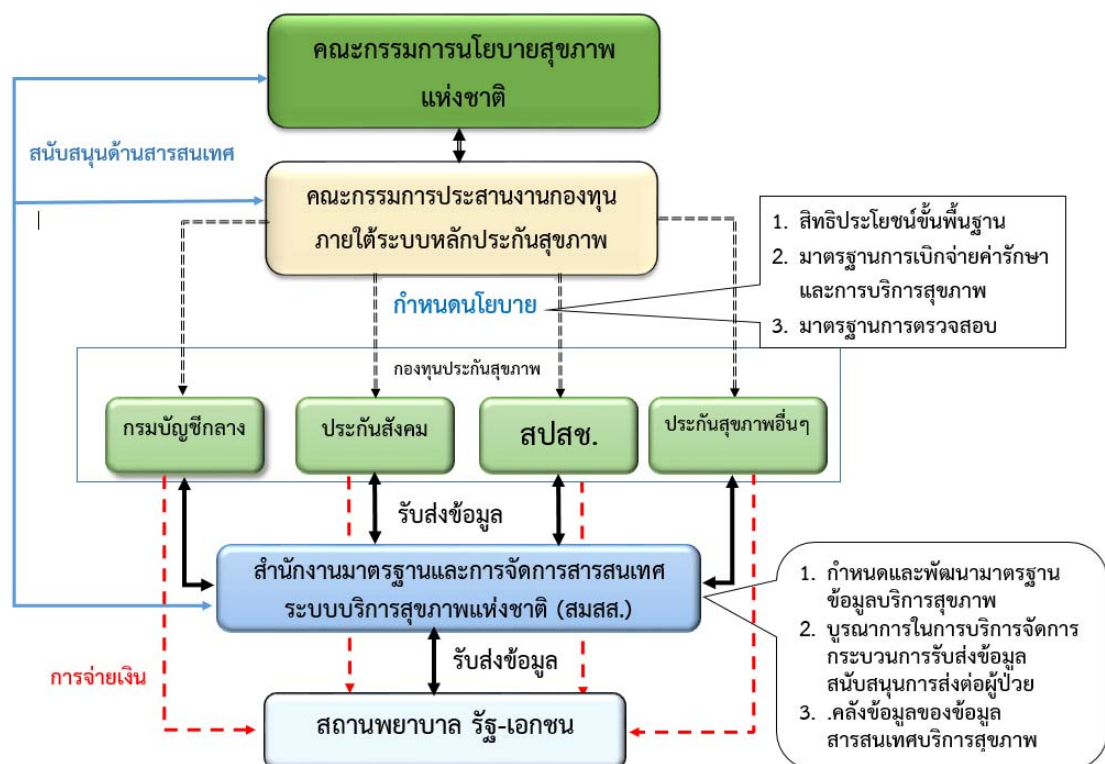 คณะกรรมการนโยบายสุขภาพ
แห่งชาติ
สนับสนุนด้านสารสนเทศ
คณะกรรมการประสานงานกองทุน
ภายใต้ระบบหลักประกันสุขภาพ
1. สิทธิประโยชน์ขั้นพื้นฐาน
2. มาตรฐานการเบิกจ่ายค่ารักษา
และการบริการสุขภาพ
3. มาตรฐานการตรวจสอบ
กำหนดนโยบาย
กองทุนประกันสุขภาพ
กรมบัญชีกลาง
ประกันสังคม
สปสช.
ประกันสุขภาพอื่นๆ
รับส่งข้อมูล
สำนักงานมาตรฐานและการจัดการสารสนเทศ
ระบบบริการสุขภาพแห่งชาติ (สมสส.)
1. กำหนดและพัฒนามาตรฐาน
ข้อมูลบริการสุขภาพ
2. บูรณาการในการบริการจัดการ
กระบวนการรับส่งข้อมูล
สนับสนุนการส่งต่อผู้ป่วย
3. .คลังข้อมูลของข้อมูล
สารสนเทศบริการสุขภาพ
รับส่งข้อมูล
การจ่ายเงิน
สถานพยาบาล รัฐ-เอกชน